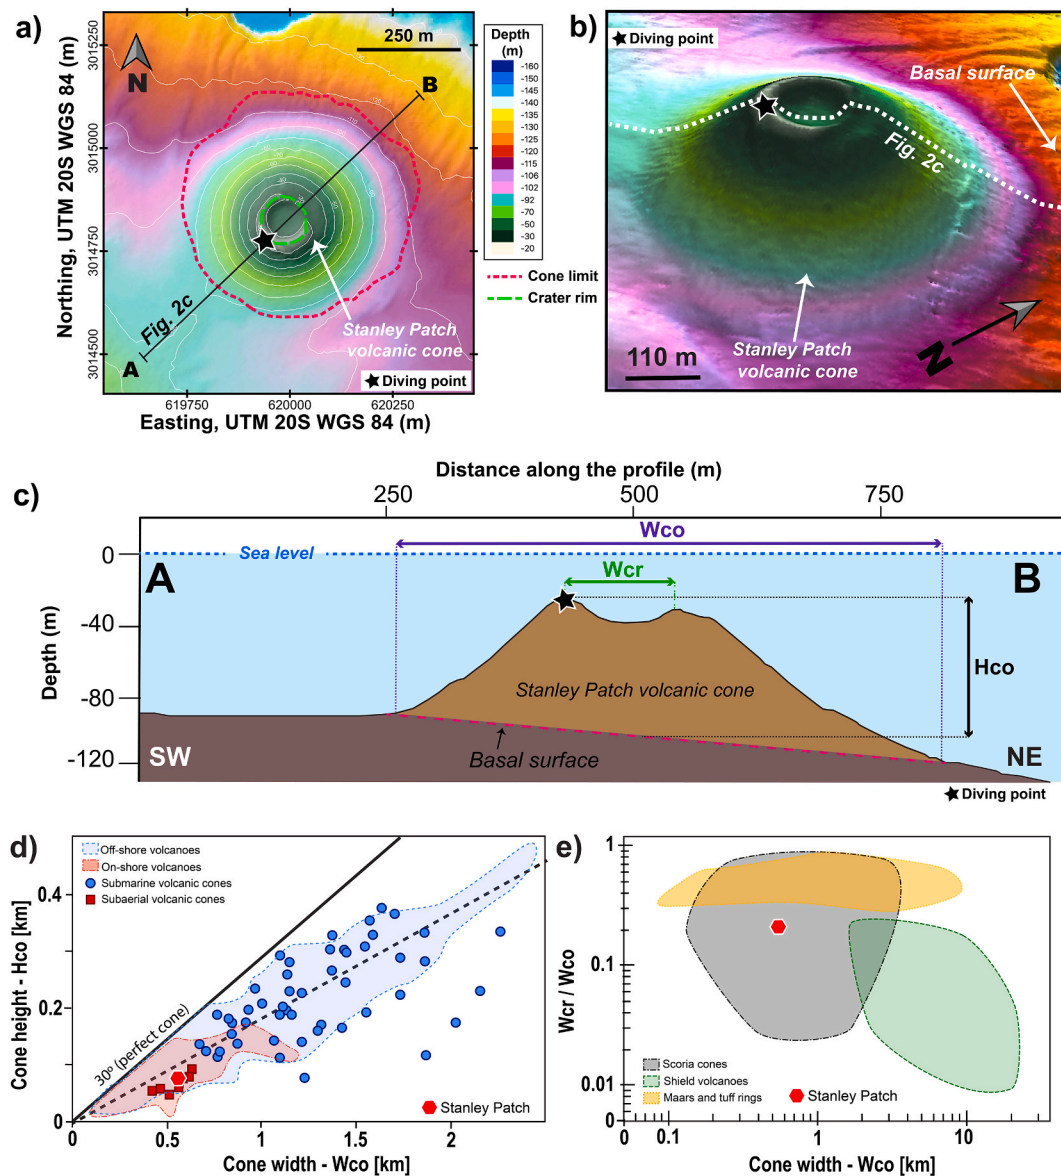 a)
3015250
3015000
3014750
3014500
Northing, UTM 20S WGS 84 (m)
N
250 m
B
A
Fig. 2c
Stanley Patch
volcanic cone
Diving point
619750
620000
620250
Easting, UTM 20S WGS 84 (m)
Depth
(m)
-160
-150
-145
-140
-135
-130
-125
-120
-115
-106
-102
-92
-70
-50
-30
-20
Cone limit
Crater rim
b)
Diving point
Basal surface
Fig. 2c
Stanley Patch
volcanic cone
N
110 m
c)
Distance along the profile (m)
250
500
750
Wco
Sea level
Wcr
A
B
Depth (m)
0
-40
-80
-120
Hco
Stanley Patch volcanic cone
SW
Basal surface
NE
Diving point
d)
Off-shore volcanoes
On-shore volcanoes
Submarine volcanic cones
Subaerial volcanic cones
Cone height - Hco [km]
0.4
0.2
0
30º (perfect cone)
Stanley Patch
0
0.5
1
1.5
2
Cone width - Wco [km]
e)
Wcr / Wco
1
0.1
0.01
0
Scoria cones
Shield volcanoes
Maars and tuff rings
Stanley Patch
0
0.1
1
10
Cone width - Wco [km]